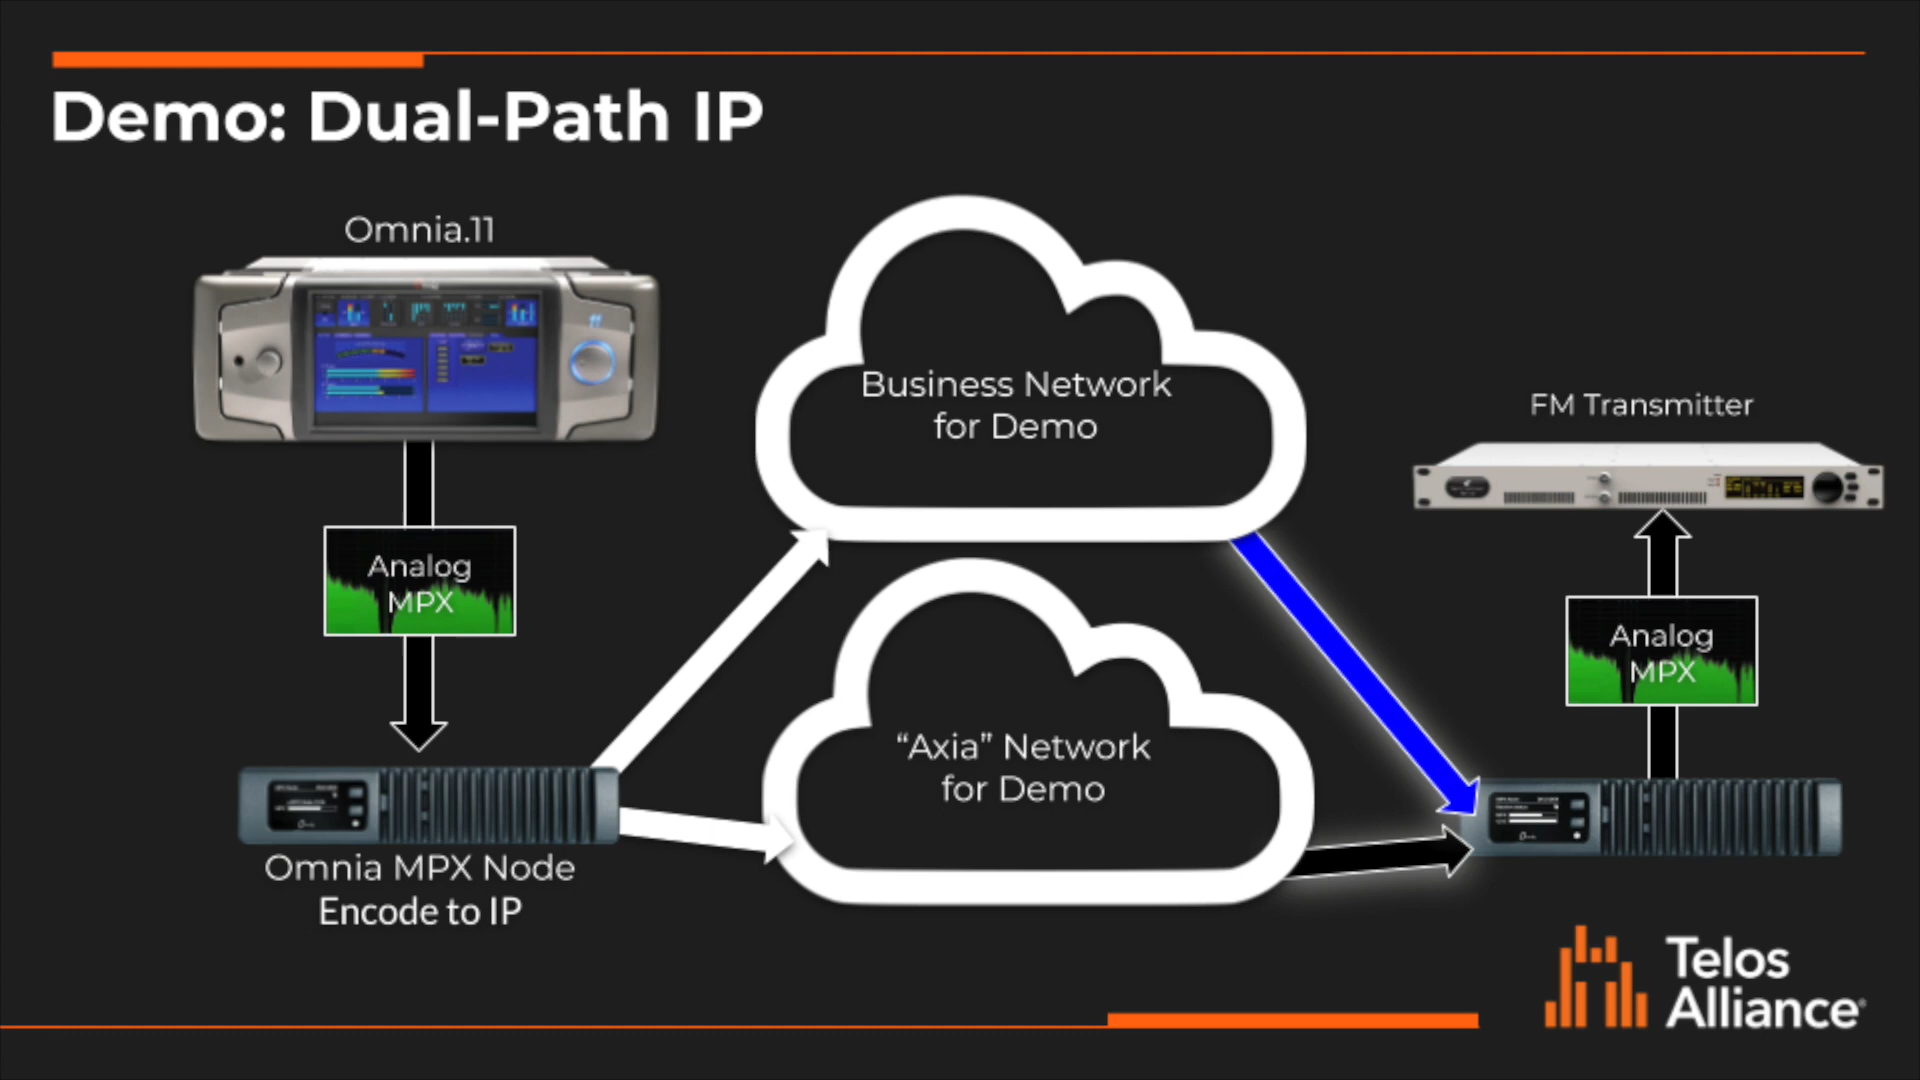 Demo: Dual-Path IP
Omnia.11
Analog
MPX
Omnia MPX Node
Encode to IP
Business Network
for Demo
“Axia” Network
for Demo
FM Transmitter
Analog
MPX
Telos
Alliance®